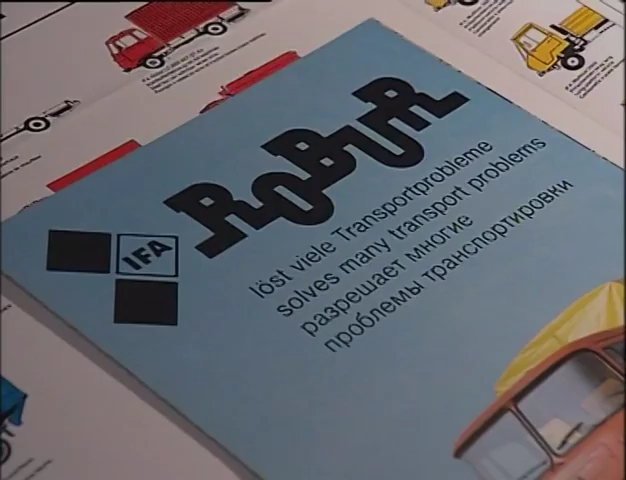 ROBUR
IFA
löst viele Transportprobleme
solves many transport problems
разрешает многие
проблемы транспортировки